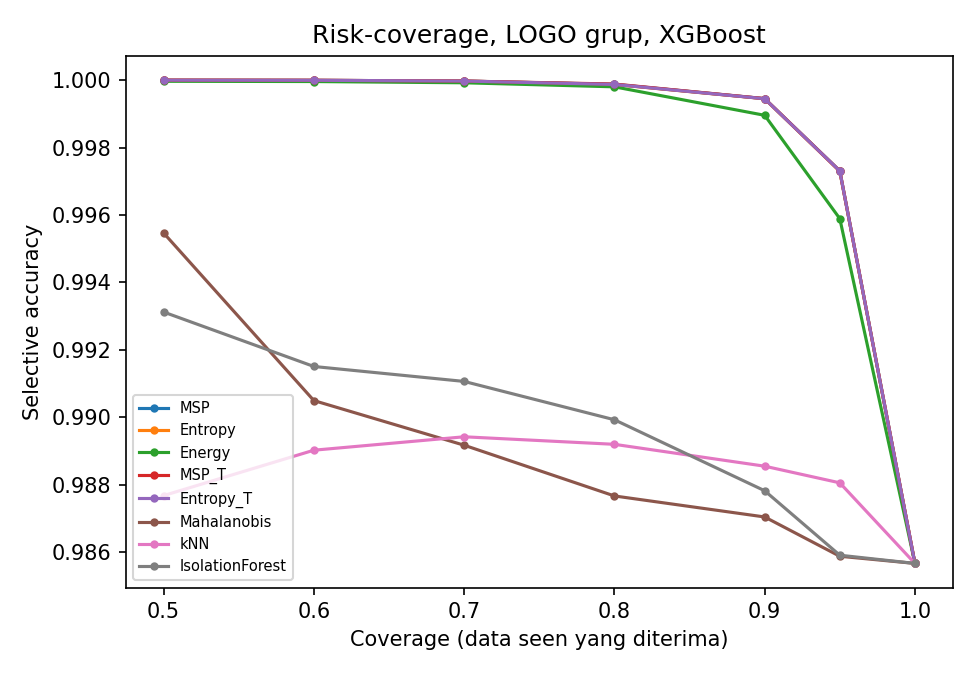 Risk-coverage, LOGO grup, XGBoost
Selective accuracy
1.000
0.998
0.996
0.994
0.992
0.990
0.988
0.986
MSP
Entropy
Energy
MSP_T
Entropy_T
Mahalanobis
kNN
IsolationForest
0.5 0.6 0.7 0.8 0.9 1.0
Coverage (data seen yang diterima)